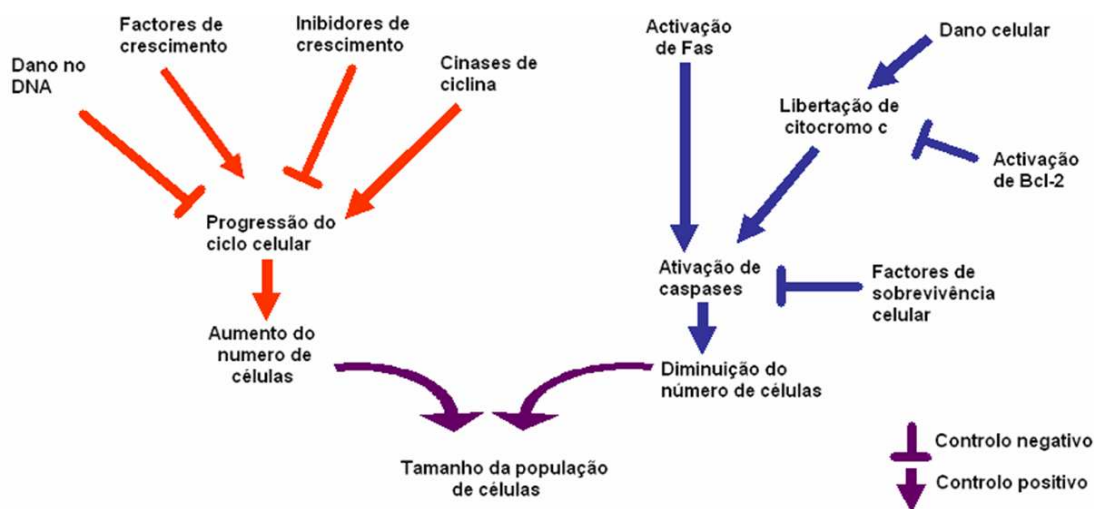 Factores de
crescimento
Inibidores de
crescimento
Activação
de Fas
Dano celular
Dano no
DNA
Cinases de
ciclina
Libertação de
citocromo c
Activação
de Bcl-2
Progressão do
ciclo celular
Ativação de
caspases
Factores de
sobrevivência
celular
Aumento do
numero de
células
Diminuição do
número de células
Tamanho da população
de células
Controlo negativo
Controlo positivo